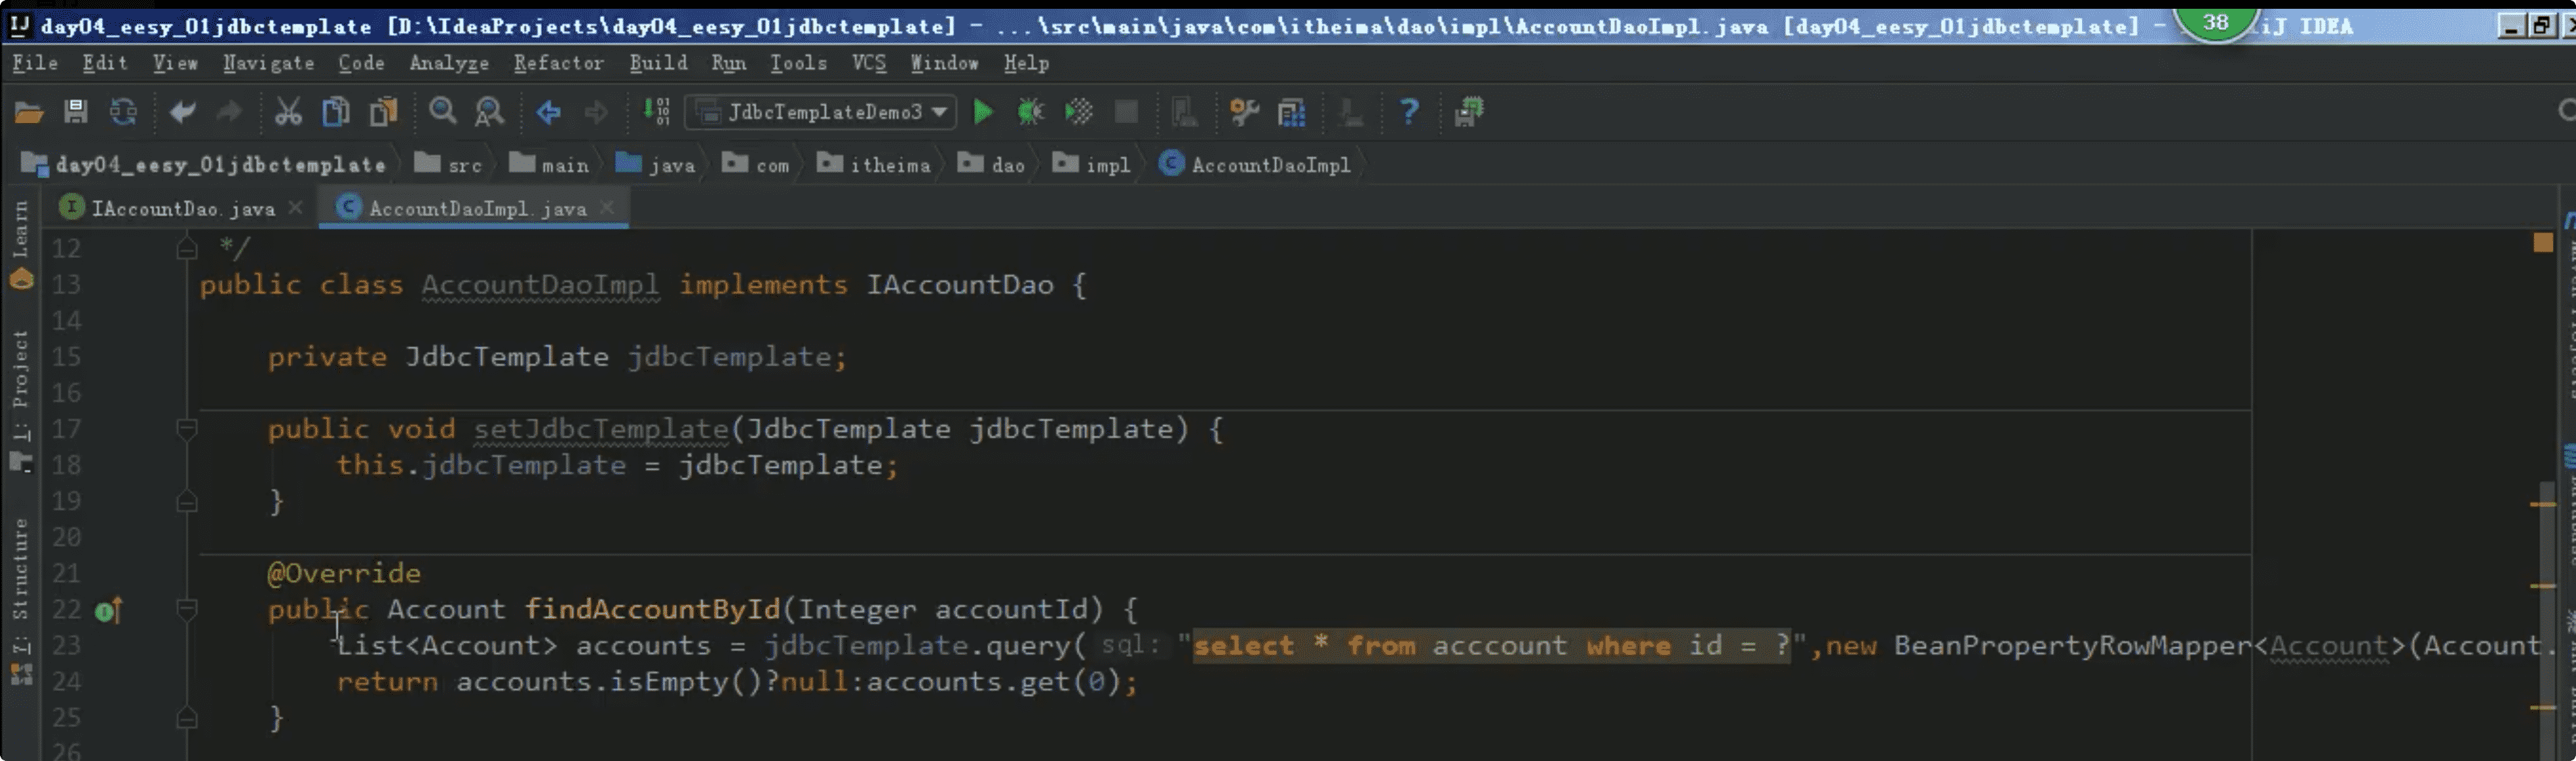 day04_eesy_01jdbctemplate [D:\IdeaProjects\day04_eesy_01jdbctemplate] - ...\src\main\java\com\itheima\dao\impl\AccountDaoImpl.java [day04_eesy_01jdbctemplate] - iJ IDEA
38
File Edit View Navigate Code Analyze Refactor Build Run Tools VCS Window Help
JdbcTemplateDemo3
day04_eesy_01jdbctemplate src main java com itheima dao impl AccountDaoImpl
IAccountDao.java AccountDaoImpl.java
Learn
1: Project
7: Structure
12 */
13 public class AccountDaoImpl implements IAccountDao {
14
15 private JdbcTemplate jdbcTemplate;
16
17 public void setJdbcTemplate(JdbcTemplate jdbcTemplate) {
18 this.jdbcTemplate = jdbcTemplate;
19 }
20
21 @Override
22 public Account findAccountById(Integer accountId) {
23 List<Account> accounts = jdbcTemplate.query( sql: "select * from acccount where id = ?",new BeanPropertyRowMapper<Account>(Account.
24 return accounts.isEmpty()?null:accounts.get(0);
25 }
26